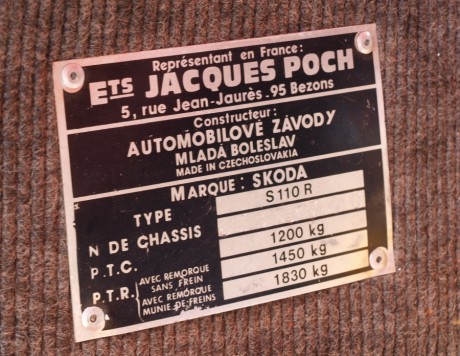 Représentant en France:
ETS JACQUES POCH
5, rue Jean-Jaurès - 95 Bezons
Constructeur:
AUTOMOBILOVÉ ZÁVODY
MLADÁ BOLESLAV
MADE IN CZECHOSLOVAKIA
MARQUE: SKODA
TYPE S 110 R
N DE CHASSIS
P.T.C. 1200 kg
P.T.R. AVEC REMORQUE SANS FREIN 1450 kg
AVEC REMORQUE MUNIE DE FREINS 1830 kg